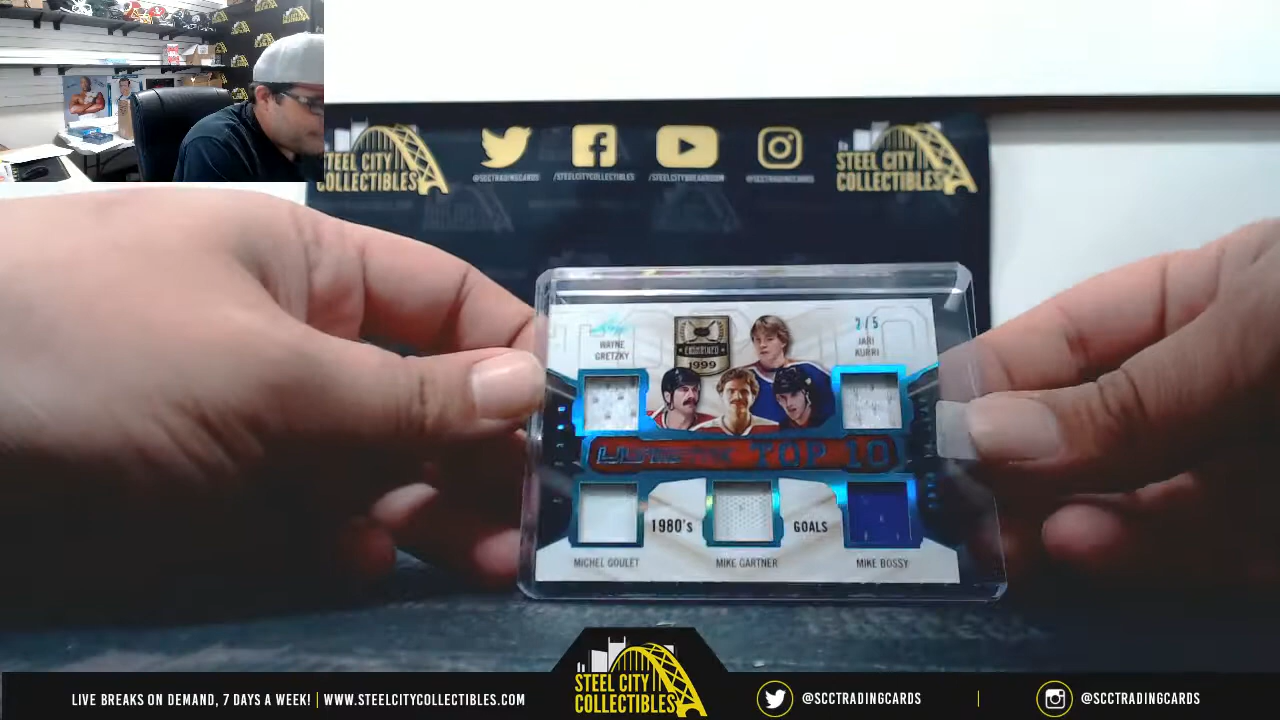 STEEL CITY
COLLECTIBLES
@SCCTRADINGCARDS
/STEELCITYCOLLECTIBLES
@SCCTRADINGCARDS
STEEL CITY
COLLECTIBLES
WAYNE
GRETZKY
1999
2/5
JARI
KURRI
TOP 10
1980's
GOALS
MICHEL GOULET
MIKE GARTNER
MIKE BOSSY
LIVE BREAKS ON DEMAND, 7 DAYS A WEEK! | WWW.STEELCITYCOLLECTIBLES.COM
STEEL CITY
COLLECTIBLES
@SCCTRADINGCARDS
@SCCTRADINGCARDS